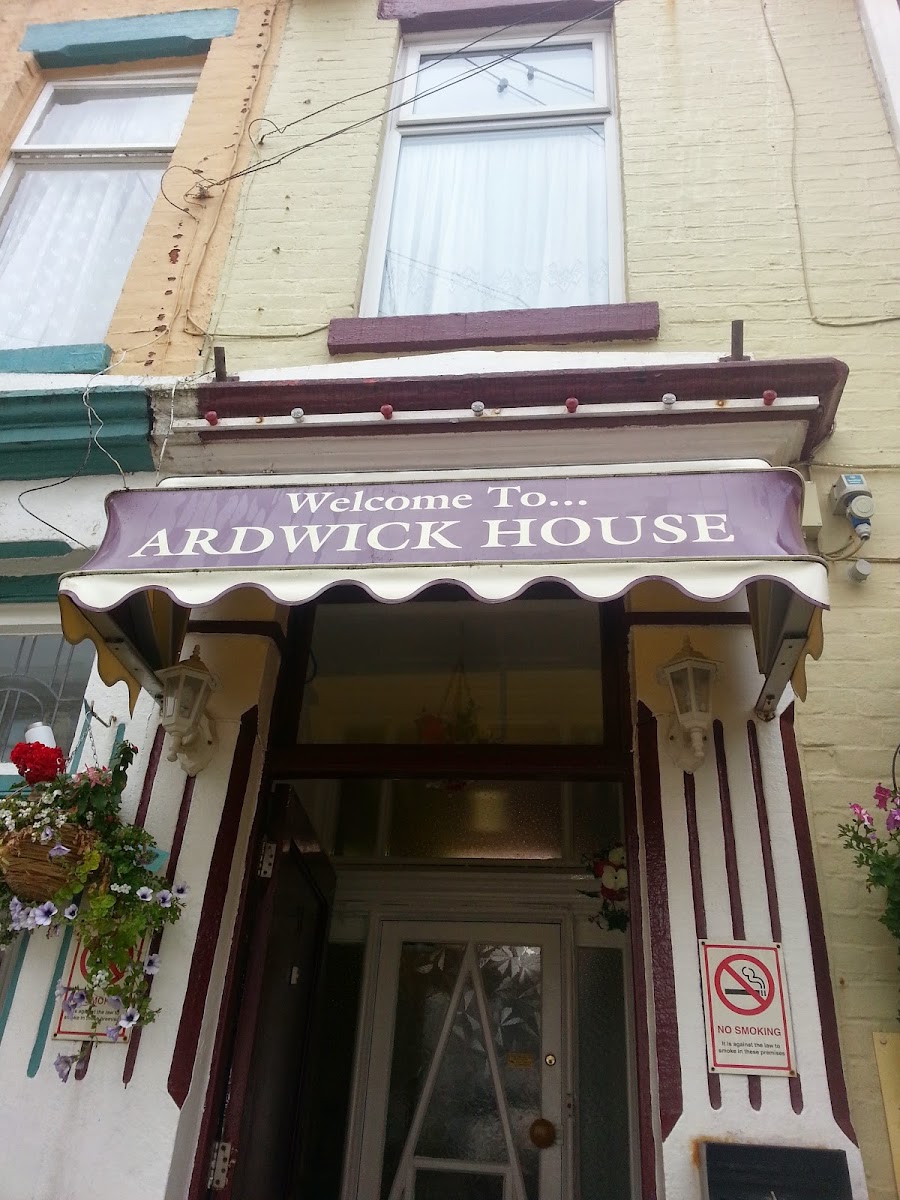 Welcome To...
ARDWICK HOUSE
NO SMOKING
It is against the law to
smoke in these premises